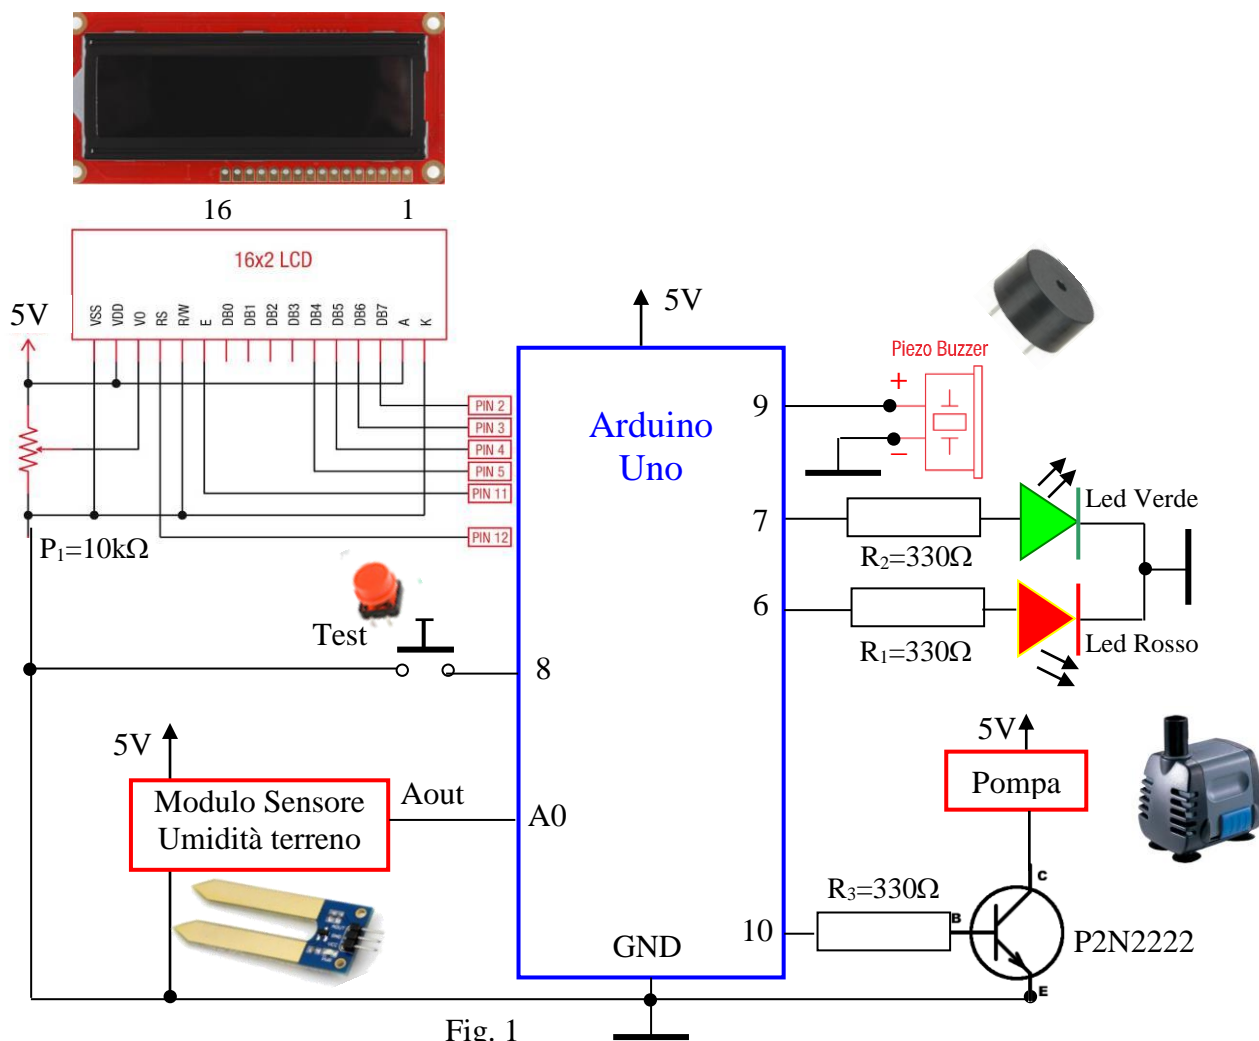 16 1
16x2 LCD
VSS VDD VO RS R/W E DB0 DB1 DB2 DB3 DB4 DB5 DB6 DB7 A K
5V
5V
Piezo Buzzer
+
−
PIN 2
PIN 3
PIN 4
PIN 5
PIN 11
PIN 12
P1=10kΩ
Arduino
Uno
9
7
6
8
A0
10
GND
Led Verde
R2=330Ω
Led Rosso
R1=330Ω
Test
5V
Modulo Sensore
Umidità terreno
Aout
5V
Pompa
R3=330Ω
B
C
E
P2N2222
Fig. 1